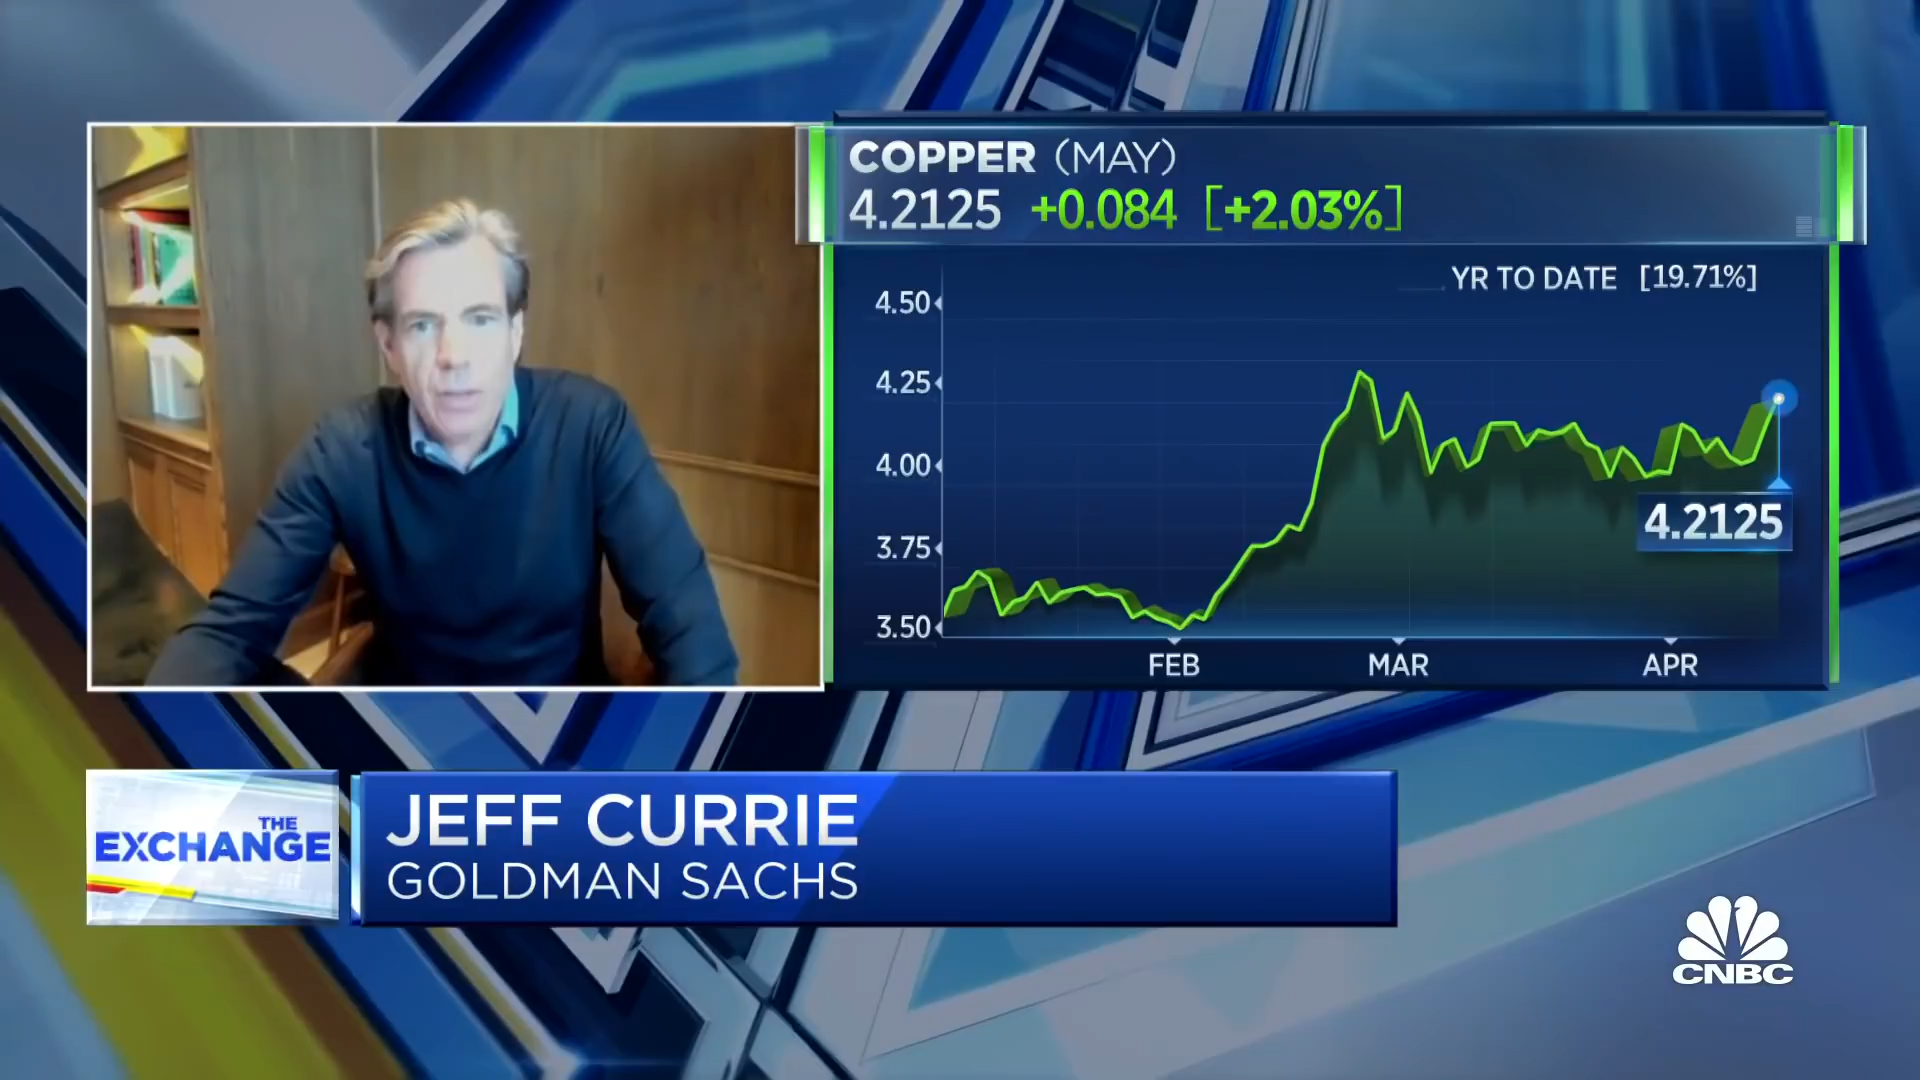 COPPER (MAY)
4.2125 +0.084 [+2.03%]
YR TO DATE [19.71%]
4.50
4.25
4.00
3.75
3.50
4.2125
FEB MAR APR
THE
EXCHANGE
JEFF CURRIE
GOLDMAN SACHS
CNBC